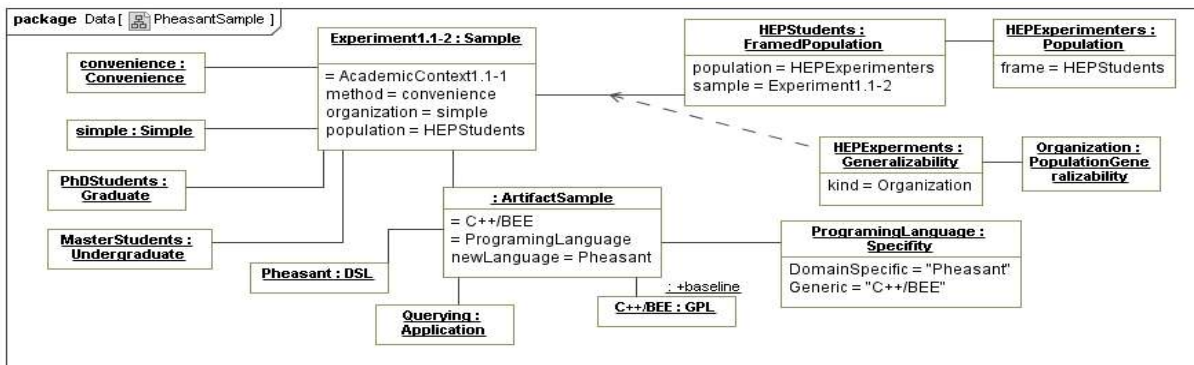 package Data [ PheasantSample ]
convenience :
Convenience
simple : Simple
PhDStudents :
Graduate
MasterStudents :
Undergraduate
Experiment1.1-2 : Sample
= AcademicContext1.1-1
method = convenience
organization = simple
population = HEPStudents
HEPStudents :
FramedPopulation
population = HEPExperimenters
sample = Experiment1.1-2
HEPExperimenters :
Population
frame = HEPStudents
HEPExperments :
Generalizability
kind = Organization
Organization :
PopulationGene
ralizability
: ArtifactSample
= C++/BEE
= ProgramingLanguage
newLanguage = Pheasant
Pheasant : DSL
Querying :
Application
: +baseline
C++/BEE : GPL
ProgramingLanguage :
Specifity
DomainSpecific = "Pheasant"
Generic = "C++/BEE"